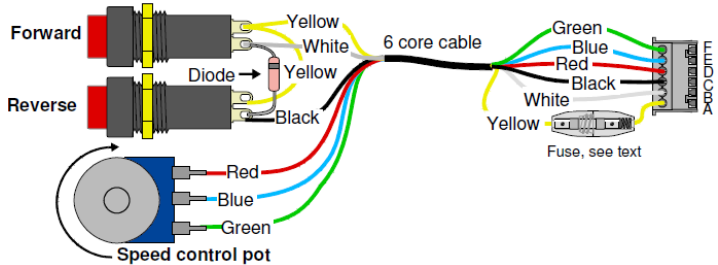 Forward
Yellow
White
Diode
Yellow
Reverse
Black
Red
Blue
Green
Speed control pot
6 core cable
Green
Blue
Red
Black
White
Yellow
Fuse, see text
F
E
D
C
B
A